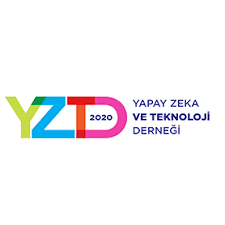 YZTD 2020
YAPAY ZEKA
VE TEKNOLOJİ
DERNEĞİ